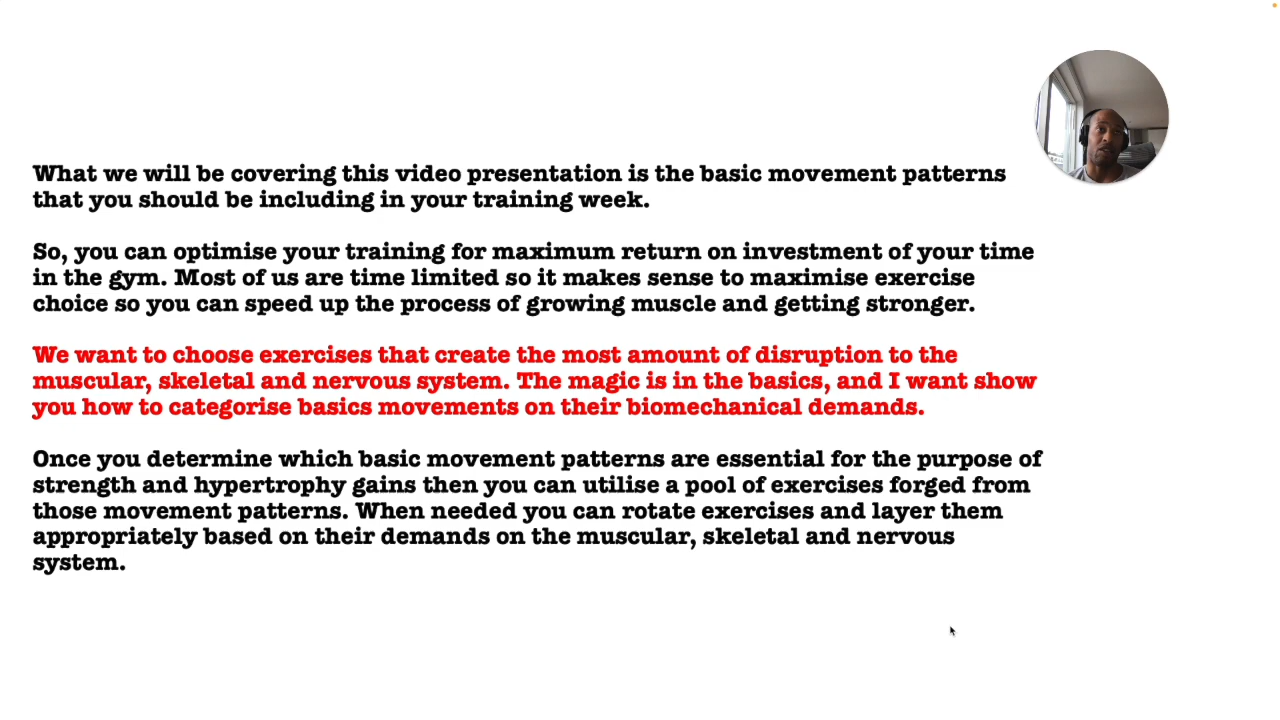 What we will be covering this video presentation is the basic movement patterns
that you should be including in your training week.
So, you can optimise your training for maximum return on investment of your time
in the gym. Most of us are time limited so it makes sense to maximise exercise
choice so you can speed up the process of growing muscle and getting stronger.
We want to choose exercises that create the most amount of disruption to the
muscular, skeletal and nervous system. The magic is in the basics, and I want show
you how to categorise basics movements on their biomechanical demands.
Once you determine which basic movement patterns are essential for the purpose of
strength and hypertrophy gains then you can utilise a pool of exercises forged from
those movement patterns. When needed you can rotate exercises and layer them
appropriately based on their demands on the muscular, skeletal and nervous
system.